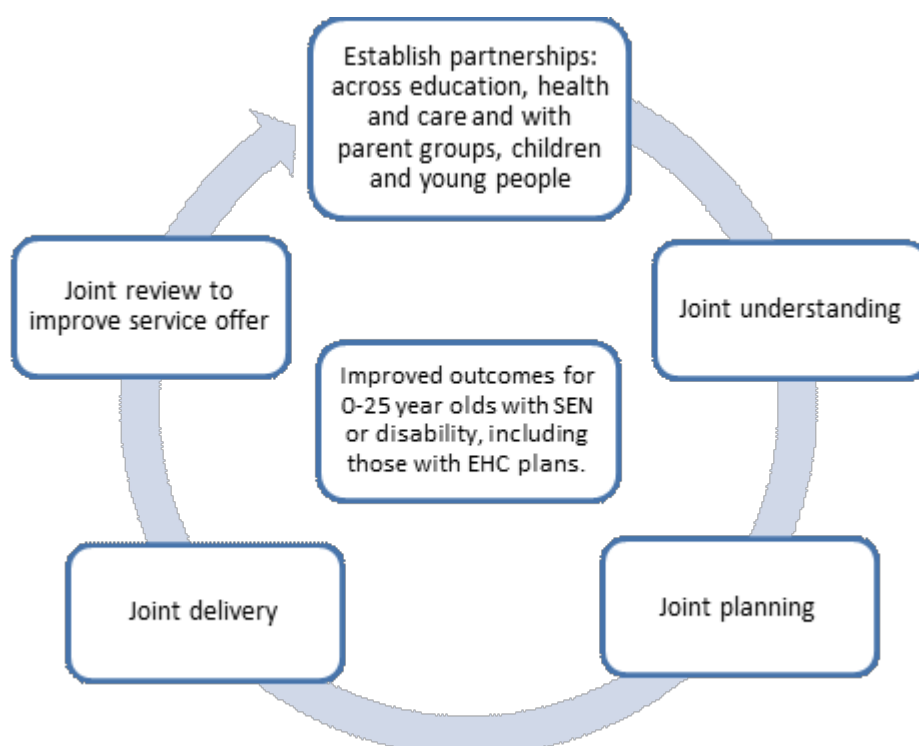 Establish partnerships:
across education, health
and care and with
parent groups, children
and young people
Joint understanding
Joint planning
Joint delivery
Joint review to
improve service offer
Improved outcomes for
0-25 year olds with SEN
or disability, including
those with EHC plans.